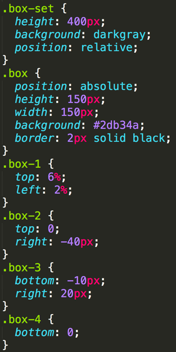 .box-set {
height: 400px;
background: darkgray;
position: relative;
}
.box {
position: absolute;
height: 150px;
width: 150px;
background: #2db34a;
border: 2px solid black;
}
.box-1 {
top: 6%;
left: 2%;
}
.box-2 {
top: 0;
right: -40px;
}
.box-3 {
bottom: -10px;
right: 20px;
}
.box-4 {
bottom: 0;
}